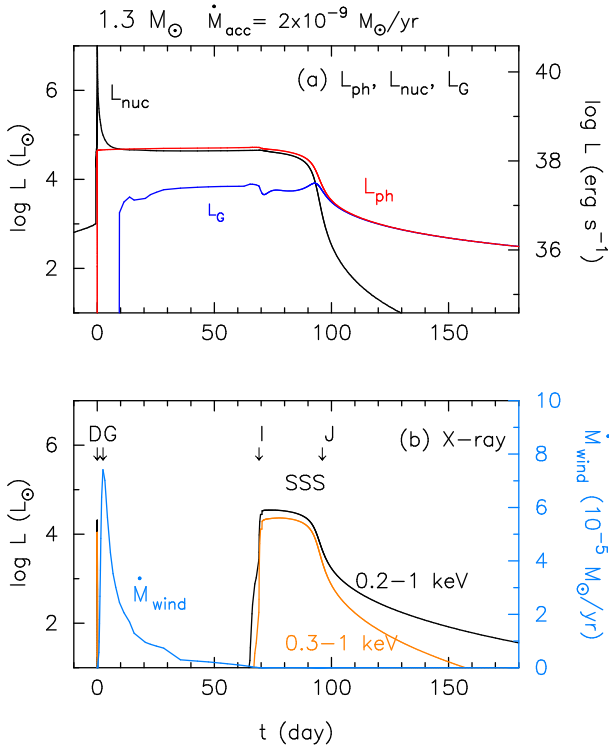 1.3 M☉ Ṁacc= 2x10⁻⁹ M☉/yr
(a) Lph, Lnuc, LG
Lnuc
Lph
LG
log L (L☉)
6
4
2
log L (erg s⁻¹)
40
38
36
0 50 100 150
DG I J (b) X-ray
SSS
Ṁwind
0.2-1 keV
0.3-1 keV
log L (L☉)
6
4
2
Ṁwind (10⁻⁵ M☉/yr)
10
8
6
4
2
0
0 50 100 150
t (day)